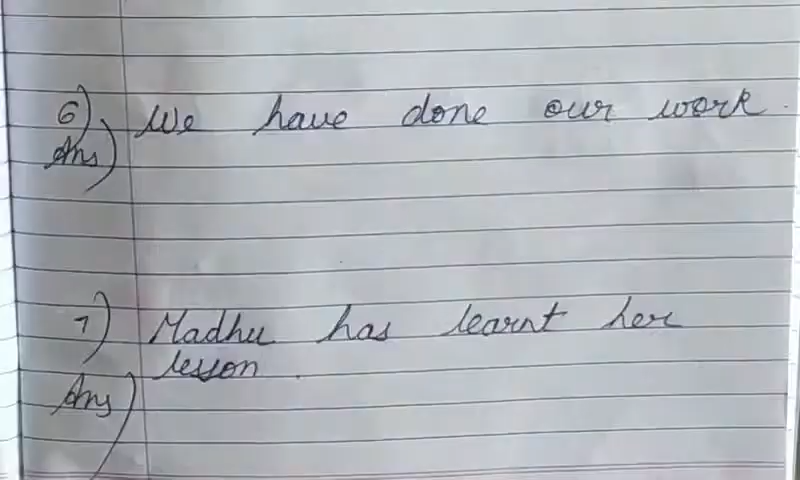 6) We have done our work.
Ans)
7) Madhu has learnt her
lesson.
Ans)